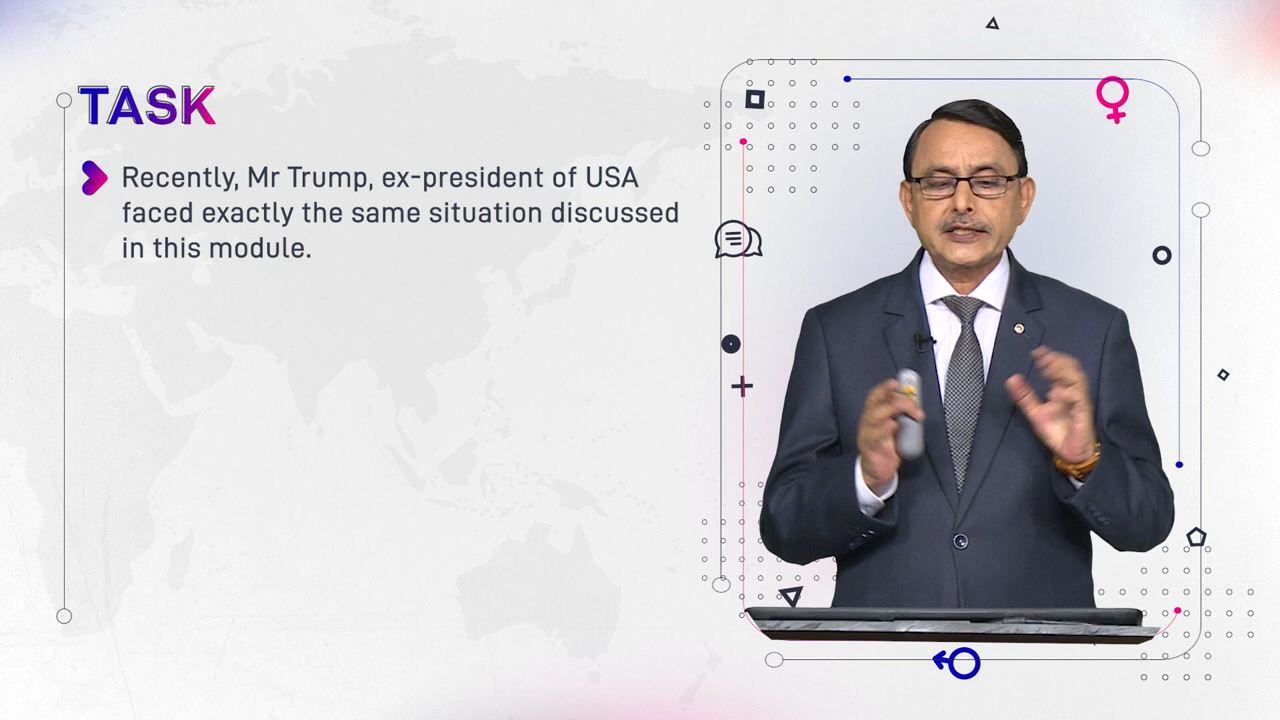 TASK
Recently, Mr Trump, ex-president of USA
faced exactly the same situation discussed
in this module.